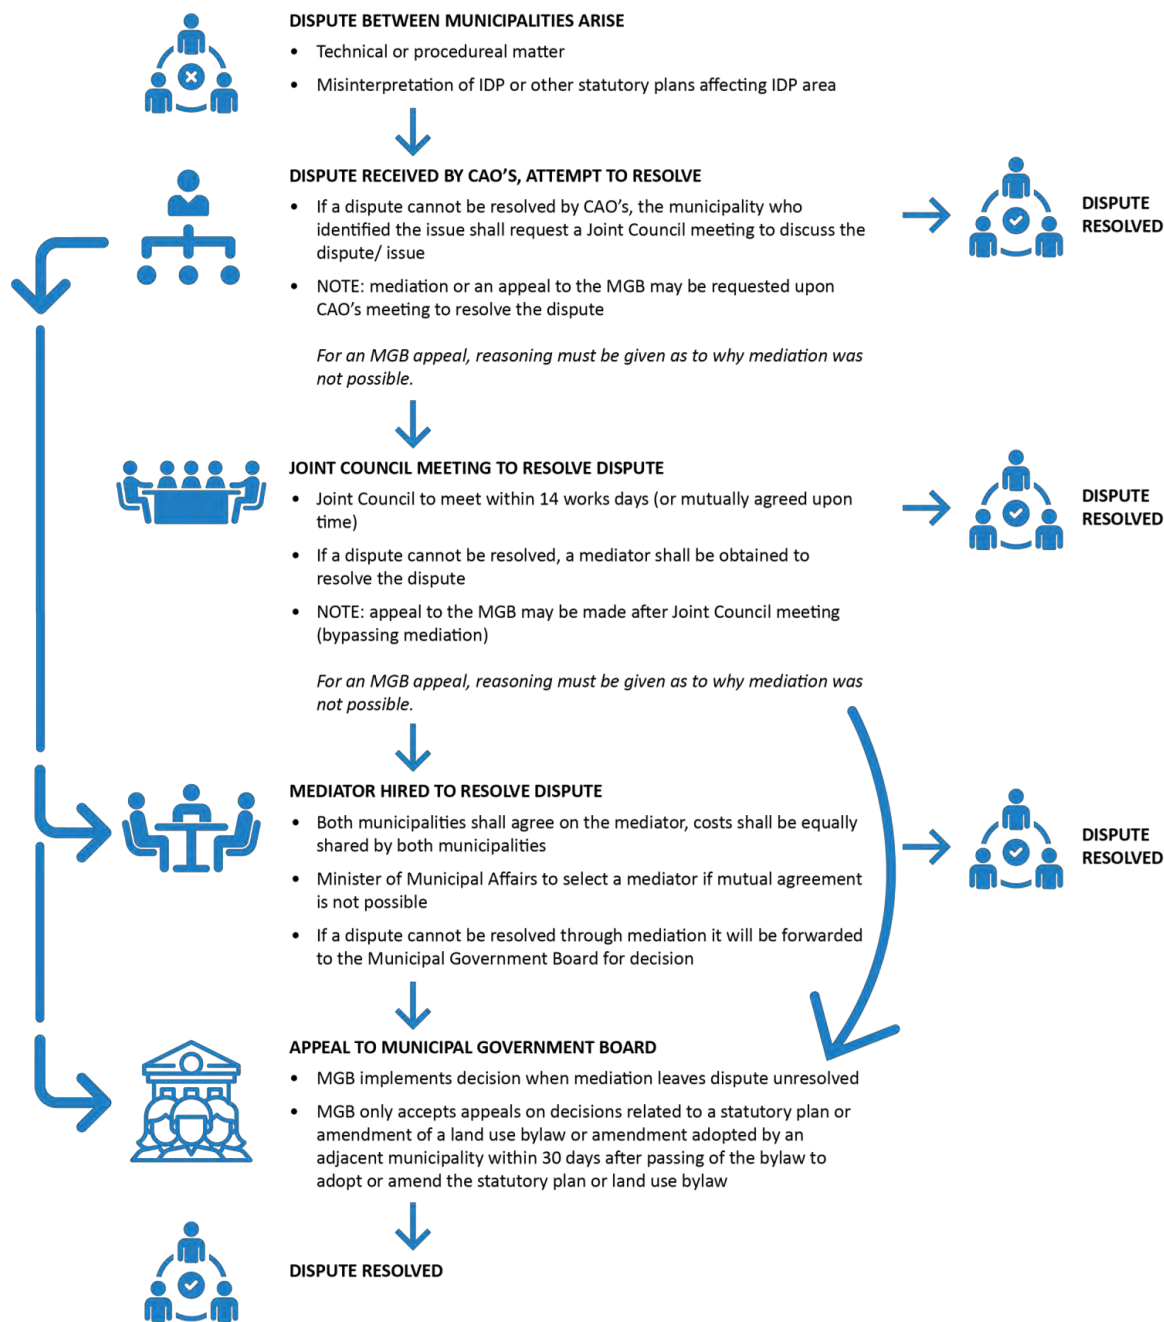 DISPUTE BETWEEN MUNICIPALITIES ARISE
• Technical or procedureal matter
• Misinterpretation of IDP or other statutory plans affecting IDP area
DISPUTE RECEIVED BY CAO'S, ATTEMPT TO RESOLVE
• If a dispute cannot be resolved by CAO's, the municipality who
identified the issue shall request a Joint Council meeting to discuss the
dispute/ issue
• NOTE: mediation or an appeal to the MGB may be requested upon
CAO's meeting to resolve the dispute
For an MGB appeal, reasoning must be given as to why mediation was
not possible.
DISPUTE
RESOLVED
JOINT COUNCIL MEETING TO RESOLVE DISPUTE
• Joint Council to meet within 14 works days (or mutually agreed upon
time)
• If a dispute cannot be resolved, a mediator shall be obtained to
resolve the dispute
• NOTE: appeal to the MGB may be made after Joint Council meeting
(bypassing mediation)
For an MGB appeal, reasoning must be given as to why mediation was
not possible.
DISPUTE
RESOLVED
MEDIATOR HIRED TO RESOLVE DISPUTE
• Both municipalities shall agree on the mediator, costs shall be equally
shared by both municipalities
• Minister of Municipal Affairs to select a mediator if mutual agreement
is not possible
• If a dispute cannot be resolved through mediation it will be forwarded
to the Municipal Government Board for decision
DISPUTE
RESOLVED
APPEAL TO MUNICIPAL GOVERNMENT BOARD
• MGB implements decision when mediation leaves dispute unresolved
• MGB only accepts appeals on decisions related to a statutory plan or
amendment of a land use bylaw or amendment adopted by an
adjacent municipality within 30 days after passing of the bylaw to
adopt or amend the statutory plan or land use bylaw
DISPUTE RESOLVED